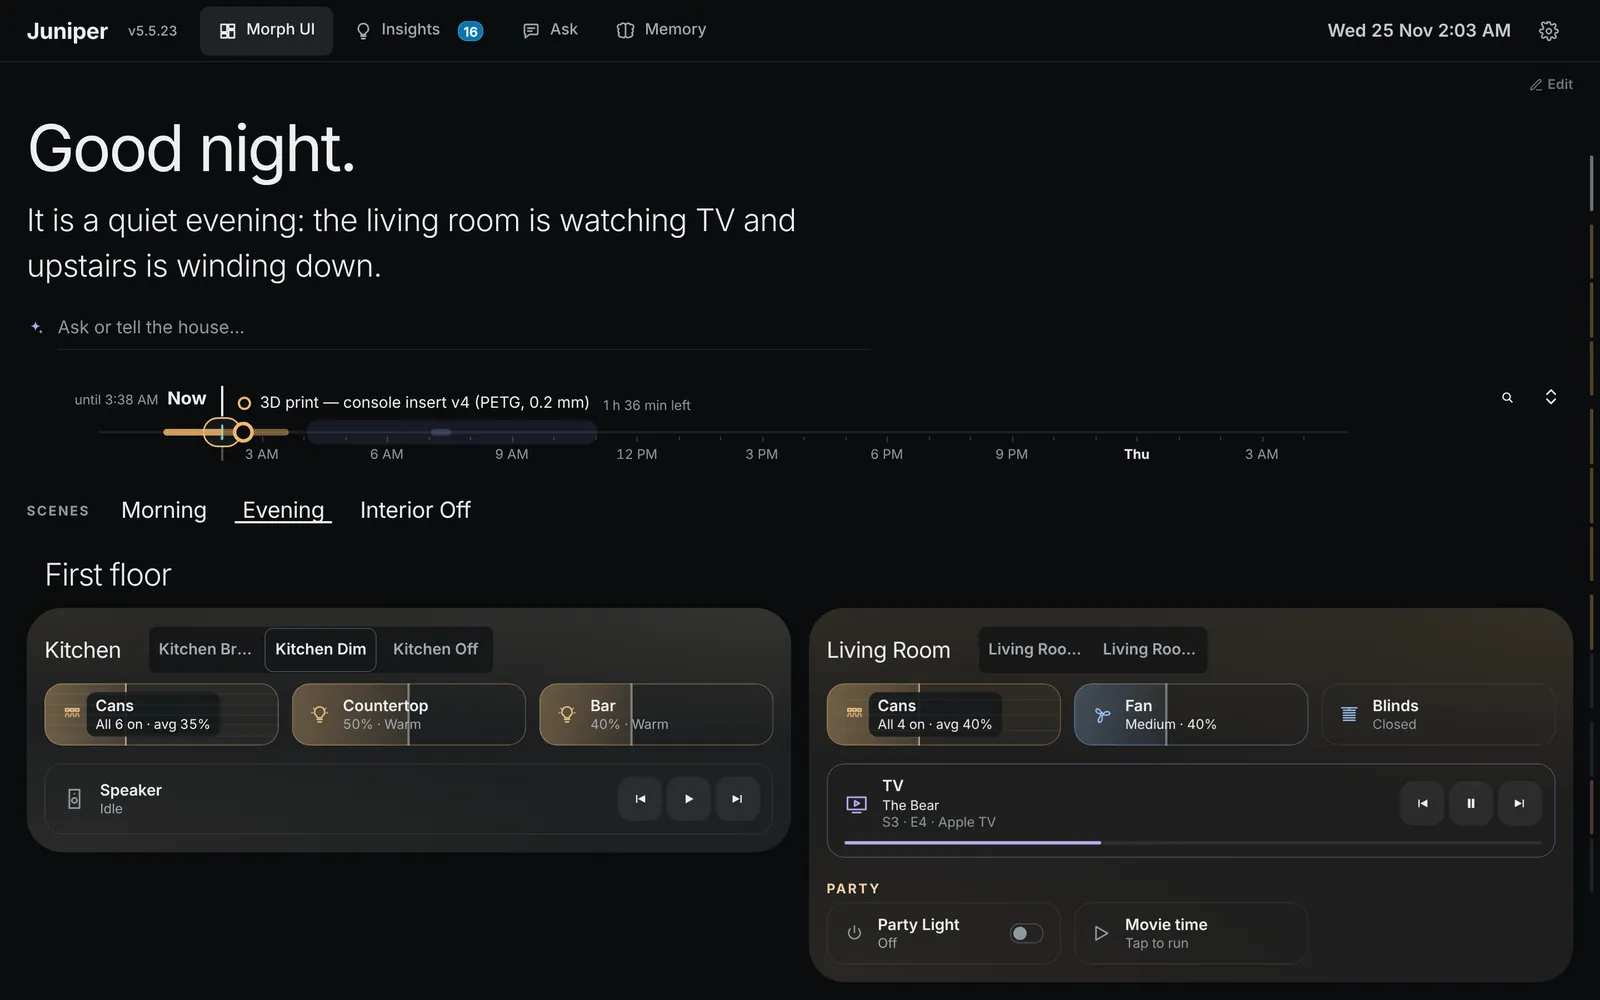 Juniper v5.5.23 Morph UI Insights 16 Ask Memory Wed 25 Nov 2:03 AM
Edit
Good night.
It is a quiet evening: the living room is watching TV and
upstairs is winding down.
Ask or tell the house...
until 3:38 AM Now 3D print — console insert v4 (PETG, 0.2 mm) 1 h 36 min left
3 AM 6 AM 9 AM 12 PM 3 PM 6 PM 9 PM Thu 3 AM
SCENES Morning Evening Interior Off
First floor
Kitchen Kitchen Br... Kitchen Dim Kitchen Off
Cans
All 6 on · avg 35%
Countertop
50% · Warm
Bar
40% · Warm
Speaker
Idle
Living Room Living Roo... Living Roo...
Cans
All 4 on · avg 40%
Fan
Medium · 40%
Blinds
Closed
TV
The Bear
S3 · E4 · Apple TV
PARTY
Party Light
Off
Movie time
Tap to run